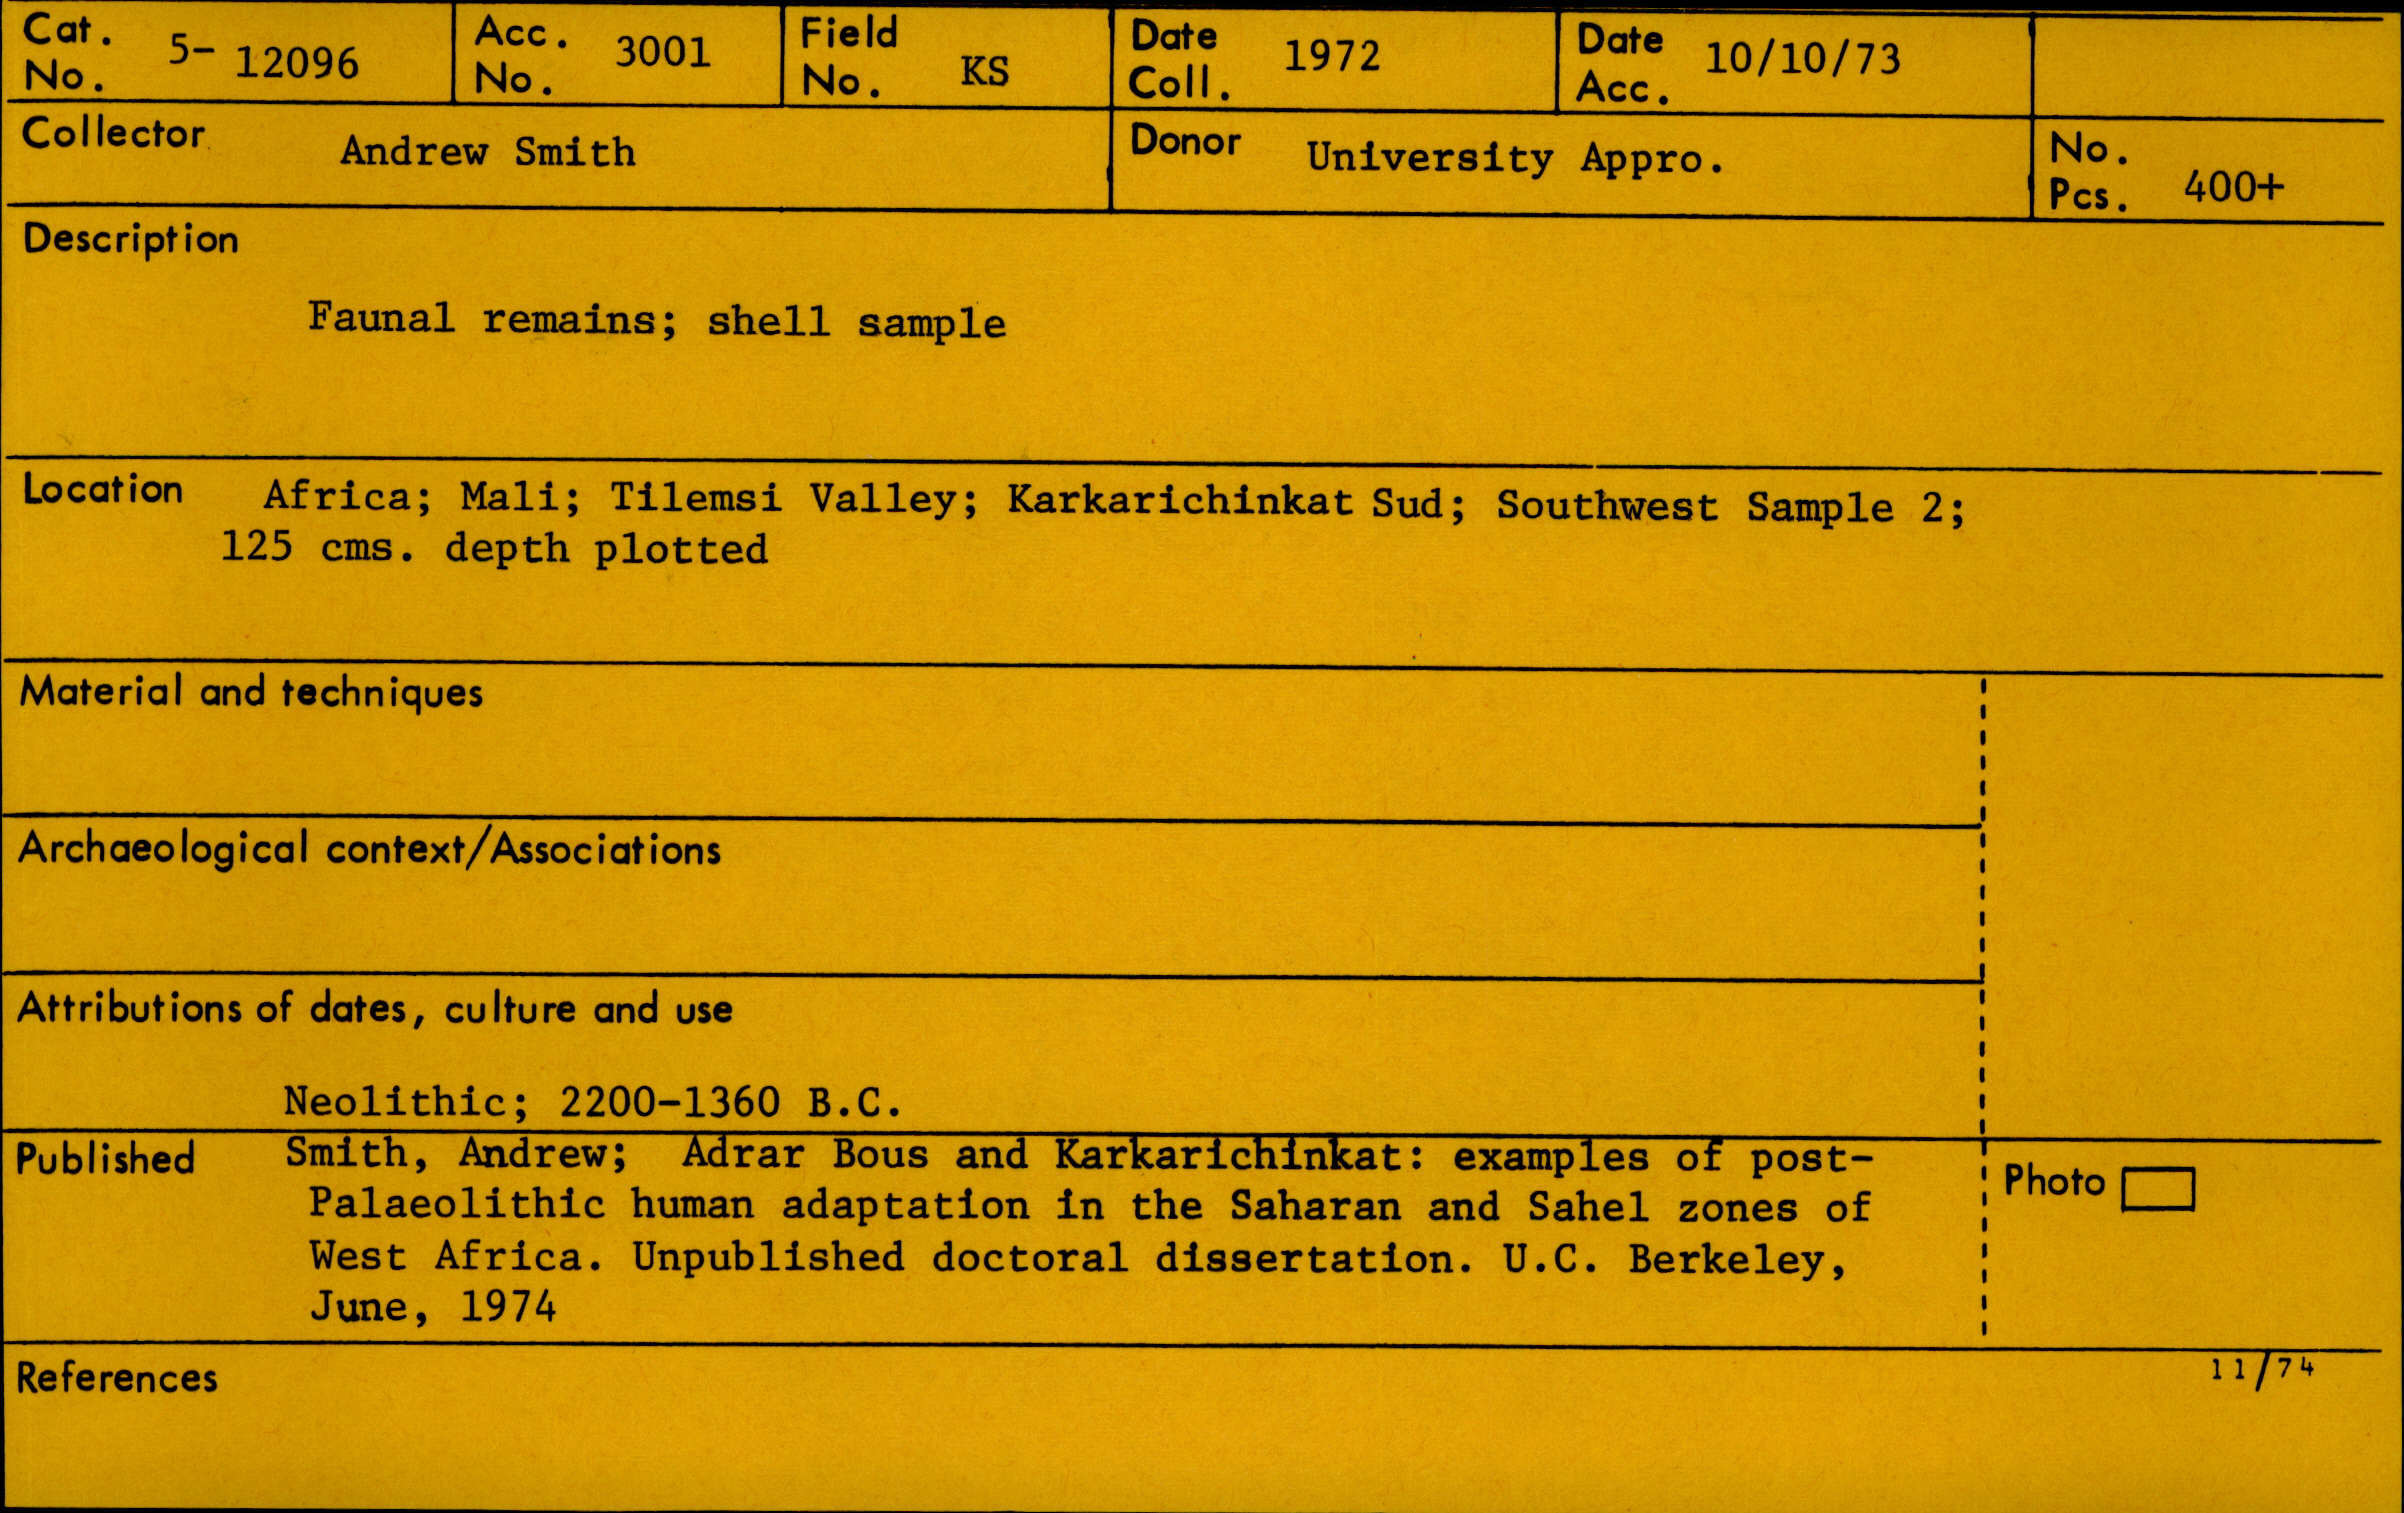 Cat. No. 5- 12096 Acc. No. 3001 Field No. KS Date Coll. 1972 Date Acc. 10/10/73
Collector Andrew Smith Donor University Appro. No. Pcs. 400+
Description
Faunal remains; shell sample
Location Africa; Mali; Tilemsi Valley; Karkarichinkat Sud; Southwest Sample 2;
125 cms. depth plotted
Material and techniques
Archaeological context/Associations
Attributions of dates, culture and use
Neolithic; 2200-1360 B.C.
Published Smith, Andrew; Adrar Bous and Karkarichinkat: examples of post-
Palaeolithic human adaptation in the Saharan and Sahel zones of
West Africa. Unpublished doctoral dissertation. U.C. Berkeley,
June, 1974
Photo
References 11/74